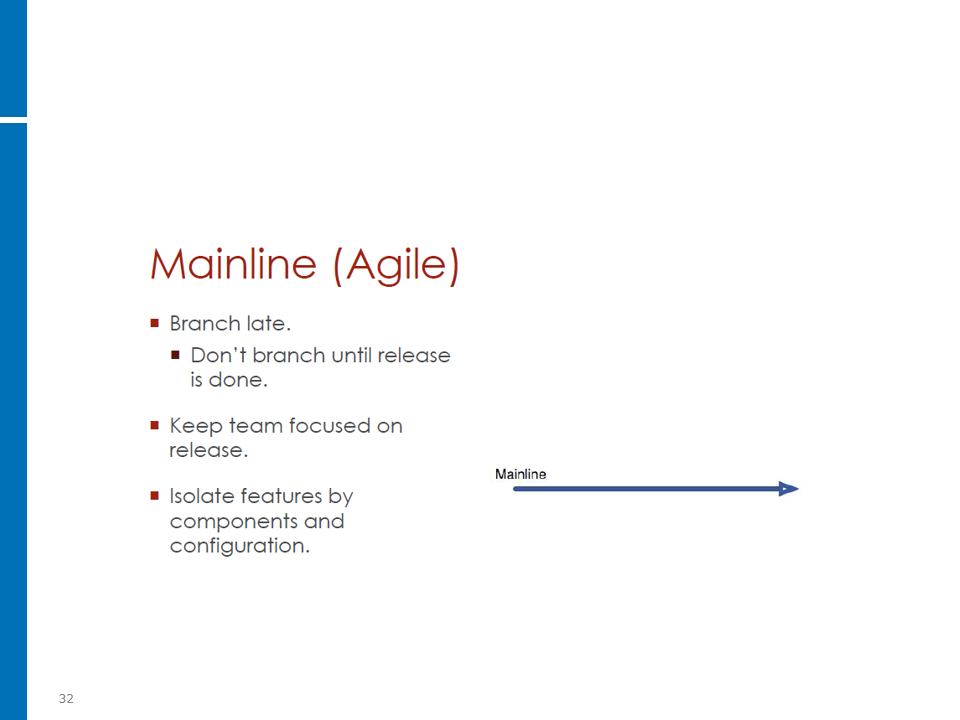 Mainline (Agile)
Branch late.
Don't branch until release
is done.
Keep team focused on
release.
Isolate features by
components and
configuration.
Mainline
32